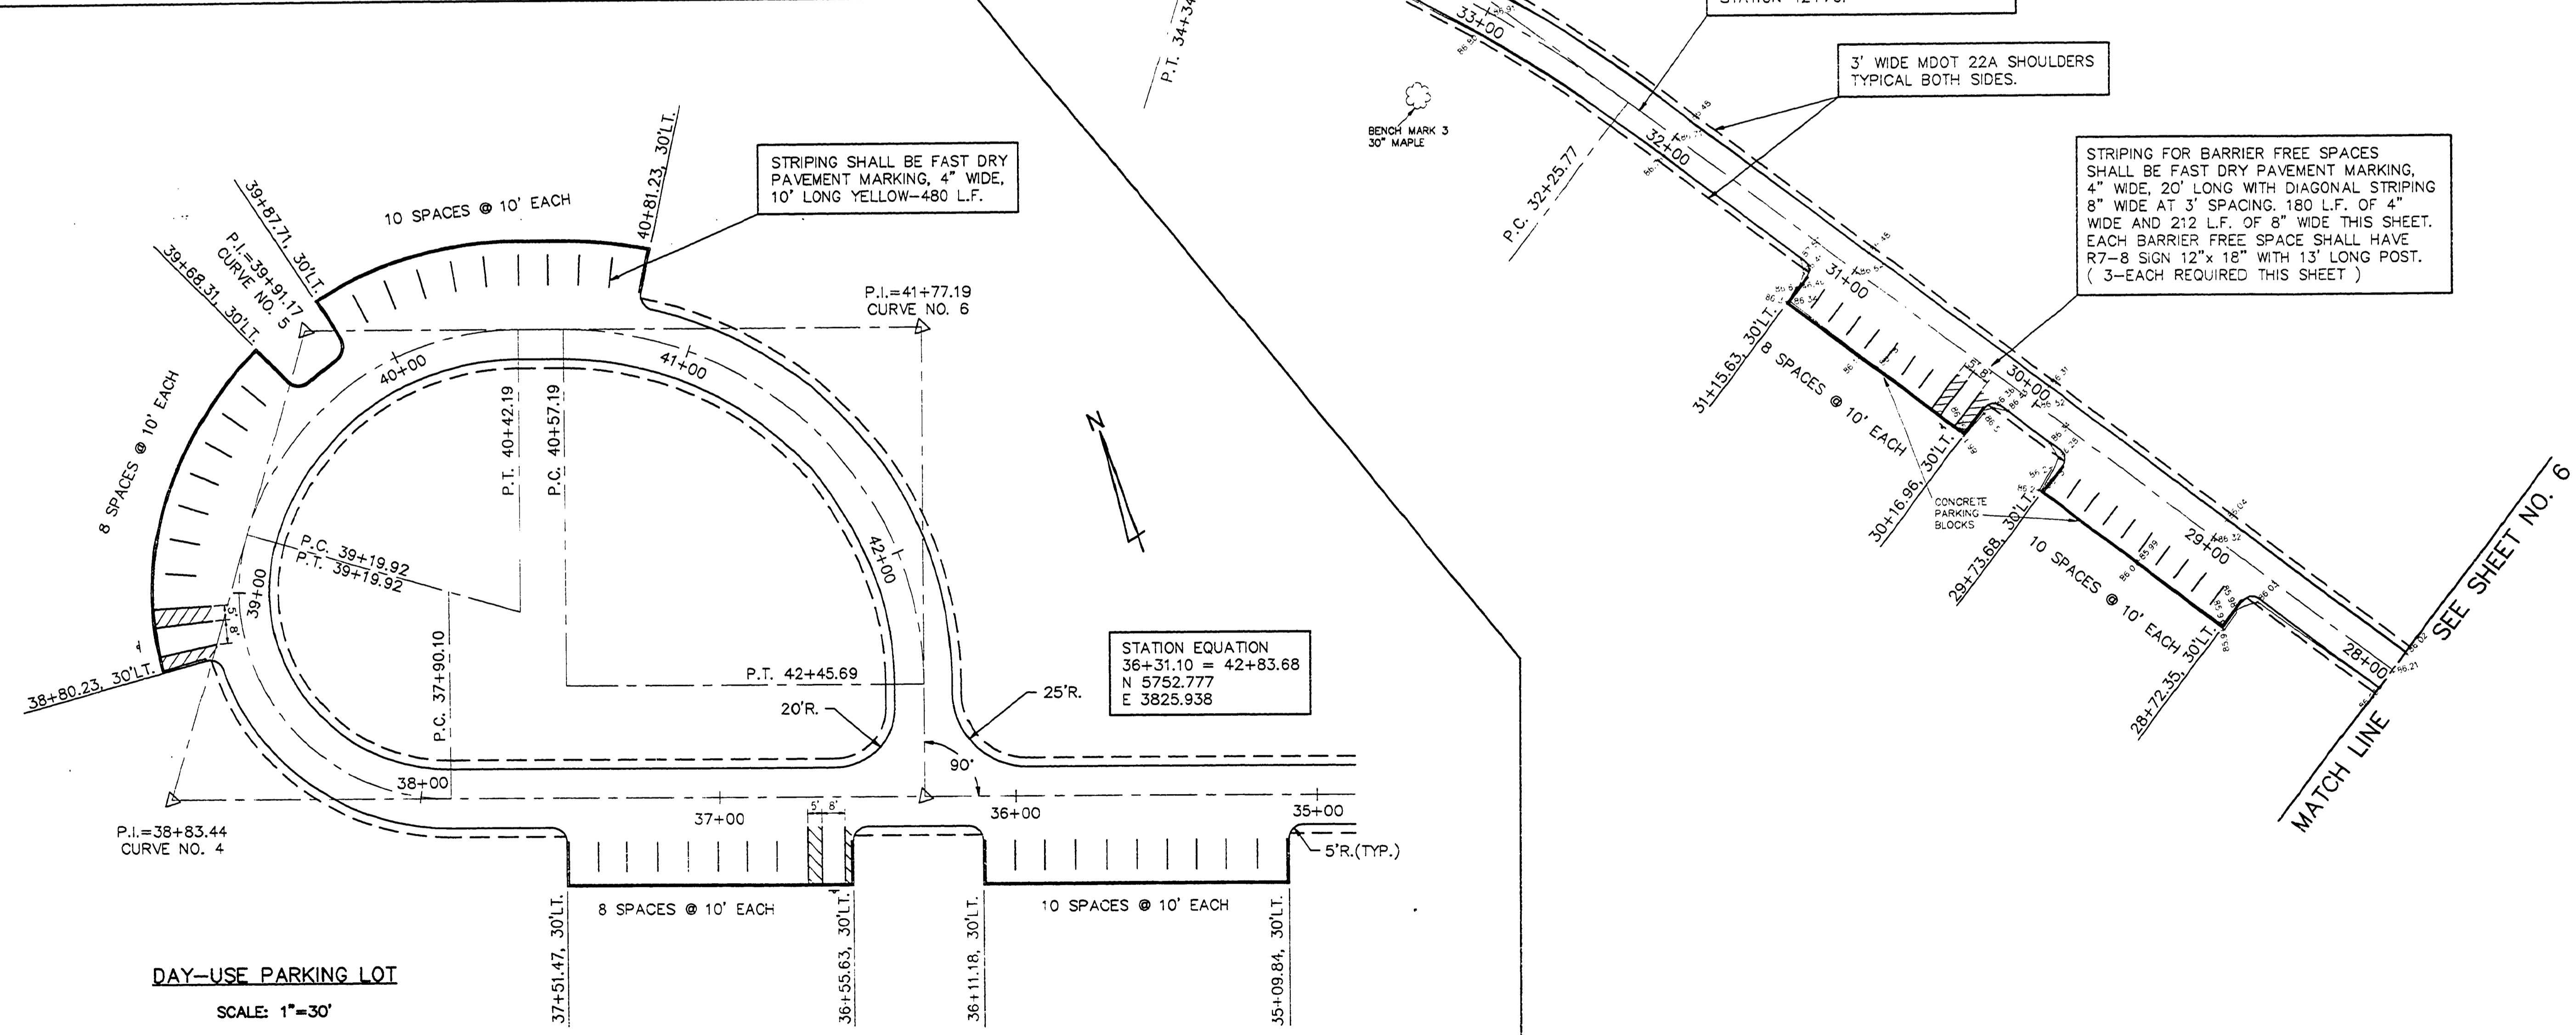 STRIPING SHALL BE FAST DRY
PAVEMENT MARKING, 4" WIDE,
10' LONG YELLOW-480 L.F.
39+87.71, 30'LT.
P.I.=39+91.17
CURVE NO. 5
39+68.31, 30'LT.
10 SPACES @ 10' EACH
40+81.23, 30'LT.
P.I.=41+77.19
CURVE NO. 6
8 SPACES @ 10' EACH
40+00
41+00
P.T. 40+42.19
P.C. 40+57.19
42+00
P.C. 39+19.92
P.T. 39+19.92
39+00
5'
8'
38+80.23, 30'LT.
P.C. 37+90.10
P.T. 42+45.69
20'R.
25'R.
90°
STATION EQUATION
36+31.10 = 42+83.68
N 5752.777
E 3825.938
38+00
37+00
5' 8'
36+00
35+00
P.I.=38+83.44
CURVE NO. 4
5'R.(TYP.)
8 SPACES @ 10' EACH
10 SPACES @ 10' EACH
37+51.47, 30'LT.
36+55.63, 30'LT.
36+11.18, 30'LT.
35+09.84, 30'LT.
DAY-USE PARKING LOT
SCALE: 1"=30'
N
P.T. 34+34
33+00
BENCH MARK 3
30" MAPLE
3' WIDE MDOT 22A SHOULDERS
TYPICAL BOTH SIDES.
32+00
P.C. 32+25.77
STRIPING FOR BARRIER FREE SPACES
SHALL BE FAST DRY PAVEMENT MARKING,
4" WIDE, 20' LONG WITH DIAGONAL STRIPING
8" WIDE AT 3' SPACING. 180 L.F. OF 4"
WIDE AND 212 L.F. OF 8" WIDE THIS SHEET.
EACH BARRIER FREE SPACE SHALL HAVE
R7-8 SIGN 12"x 18" WITH 13' LONG POST.
( 3-EACH REQUIRED THIS SHEET )
31+00
31+15.63, 30'LT.
8 SPACES @ 10' EACH
30+00
30+16.96, 30'LT.
CONCRETE
PARKING
BLOCKS
29+73.68, 30'LT.
29+00
86.32
85.99
10 SPACES @ 10' EACH
28+72.35, 30'LT.
28+00
86.21
MATCH LINE
SEE SHEET NO. 6